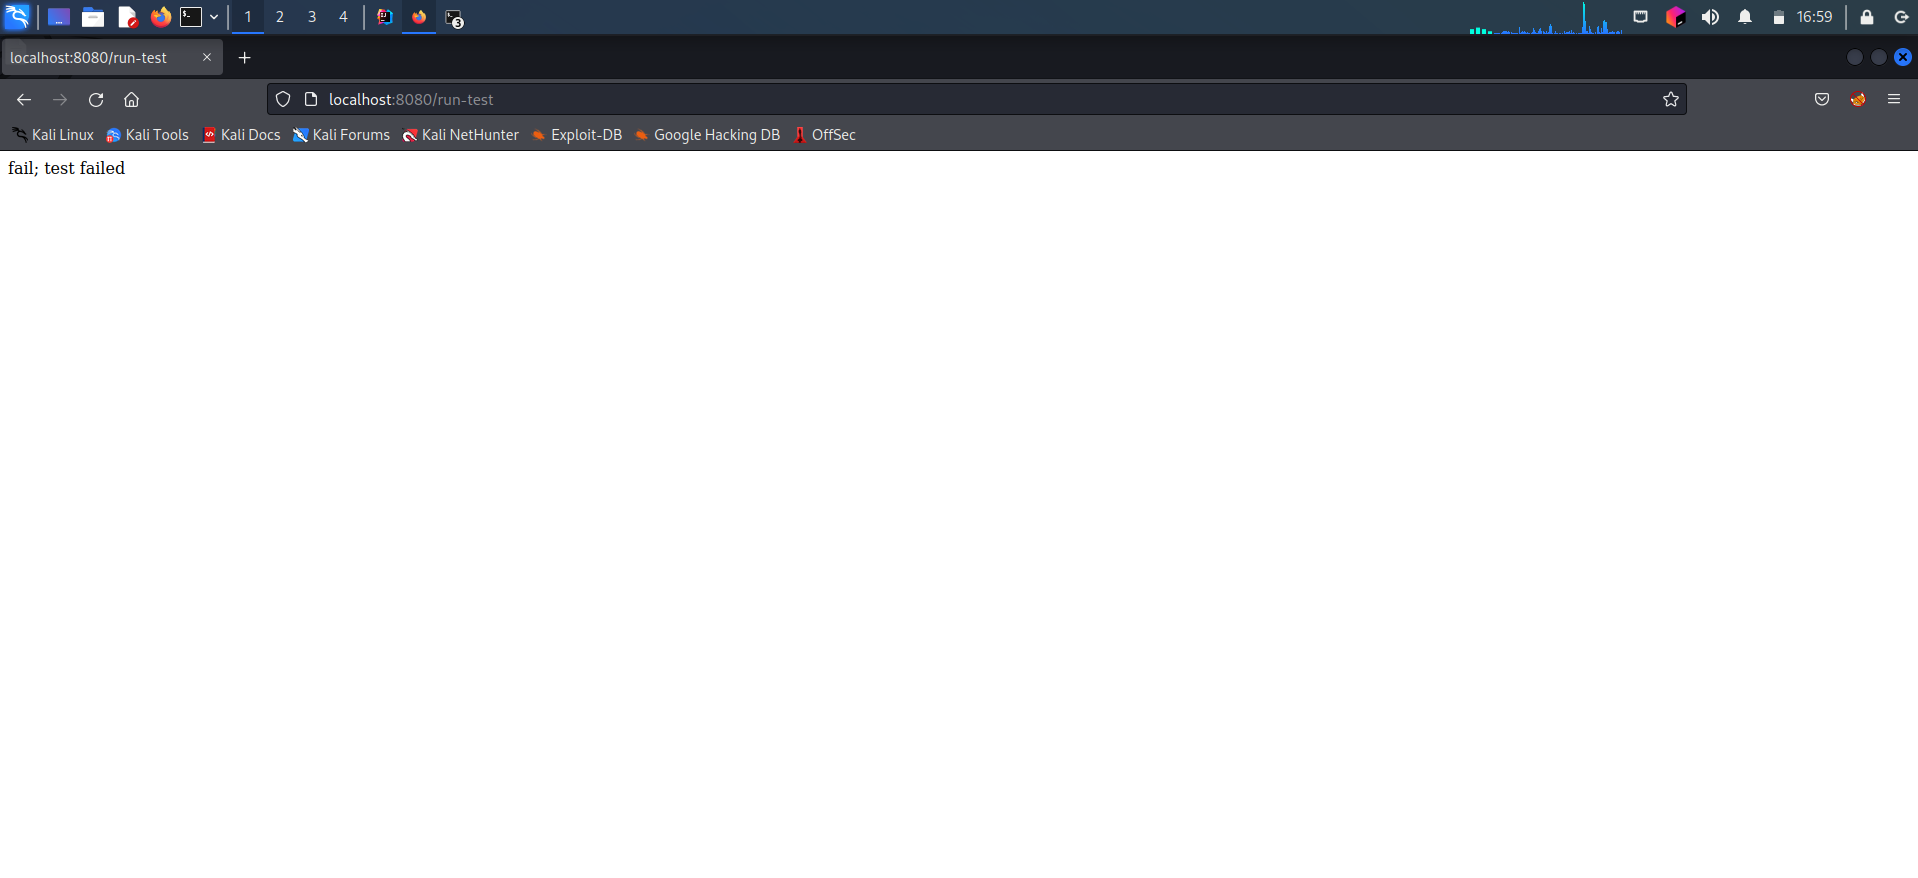 1 2 3 4 3 16:59
localhost:8080/run-test
localhost:8080/run-test
Kali Linux Kali Tools Kali Docs Kali Forums Kali NetHunter Exploit-DB Google Hacking DB OffSec
fail; test failed